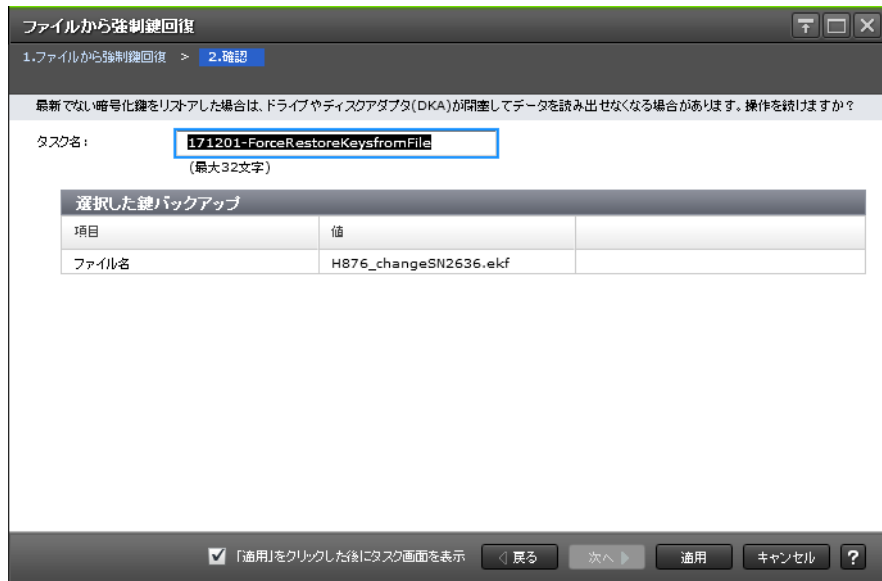 ファイルから強制鍵回復
1.ファイルから強制鍵回復 > 2.確認
最新でない暗号化鍵をリストアした場合は、ドライブやディスクアダプタ(DKA)が閉塞してデータを読み出せなくなる場合があります。操作を続けますか？
タスク名： 171201-ForceRestoreKeysfromFile
(最大32文字)
選択した鍵バックアップ
項目 値
ファイル名 H876_changeSN2636.ekf
「適用」をクリックした後にタスク画面を表示 戻る 次へ 適用 キャンセル ?